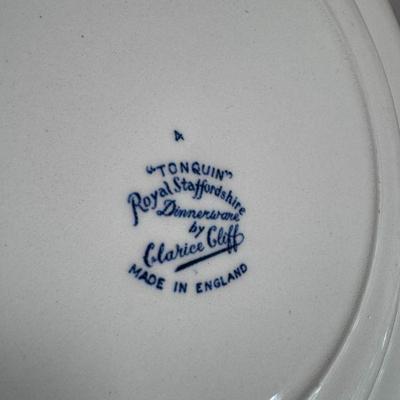 4
"TONQUIN"
Royal Staffordshire
Dinnerware
by
Clarice Cliff
MADE IN ENGLAND